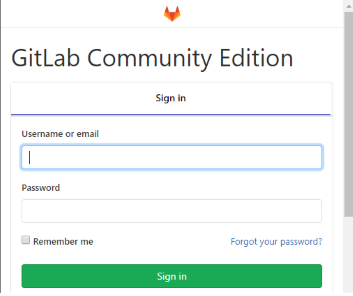 GitLab Community Edition
Sign in
Username or email
Password
Remember me Forgot your password?
Sign in